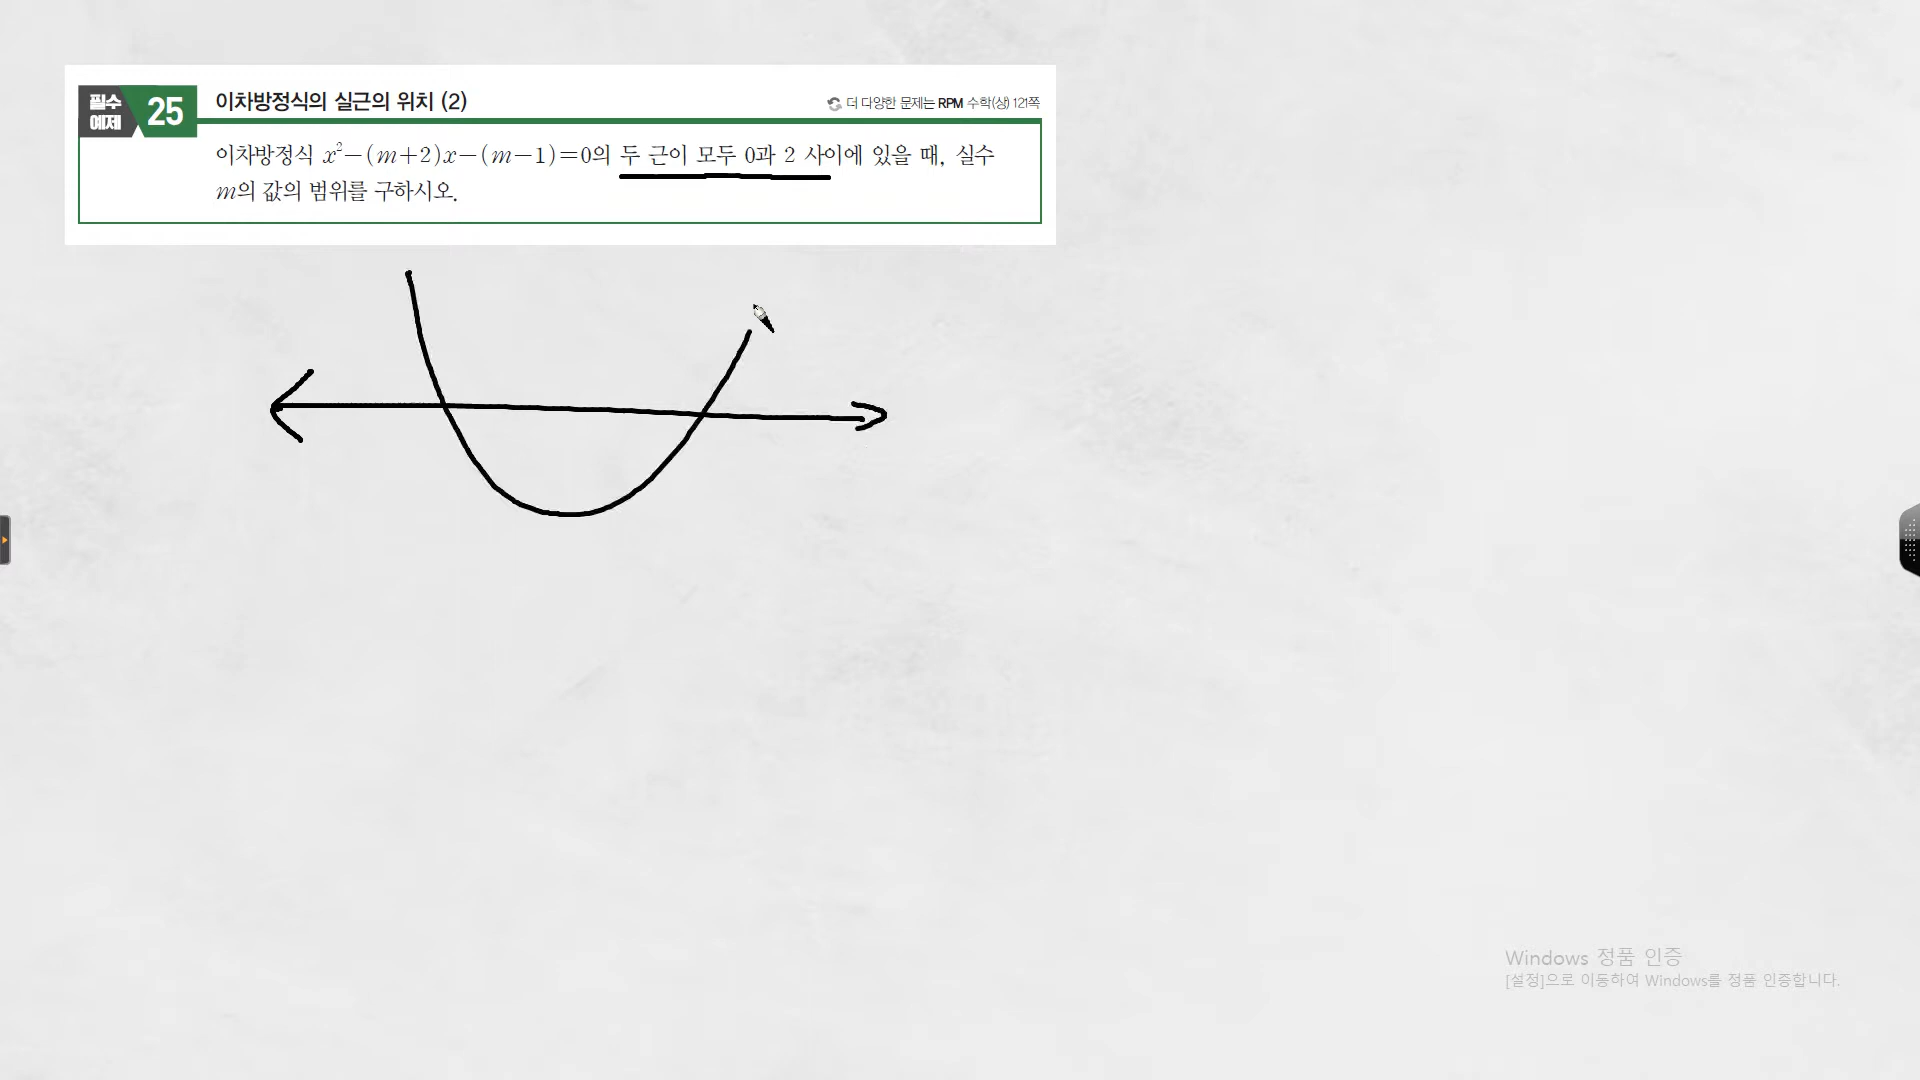 필수
예제
25
이차방정식의 실근의 위치 (2)
더 다양한 문제는 RPM 수학(상) 121쪽
이차방정식 x²−(m+2)x−(m−1)=0의 두 근이 모두 0과 2 사이에 있을 때, 실수
m의 값의 범위를 구하시오.
Windows 정품 인증
[설정]으로 이동하여 Windows를 정품 인증합니다.